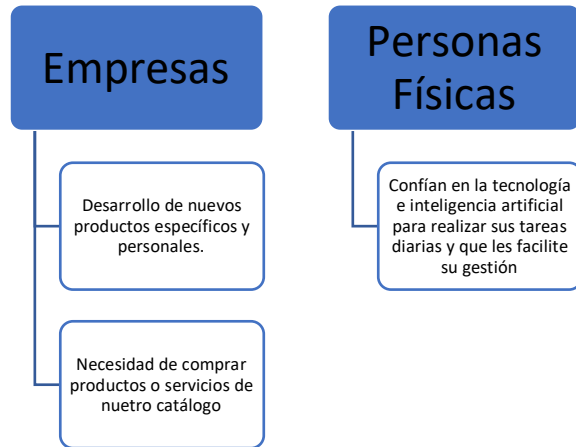 Empresas
Desarrollo de nuevos
productos específicos y
personales.
Necesidad de comprar
productos o servicios de
nuetro catálogo
Personas
Físicas
Confían en la tecnología
e inteligencia artificial
para realizar sus tareas
diarias y que les facilite
su gestión